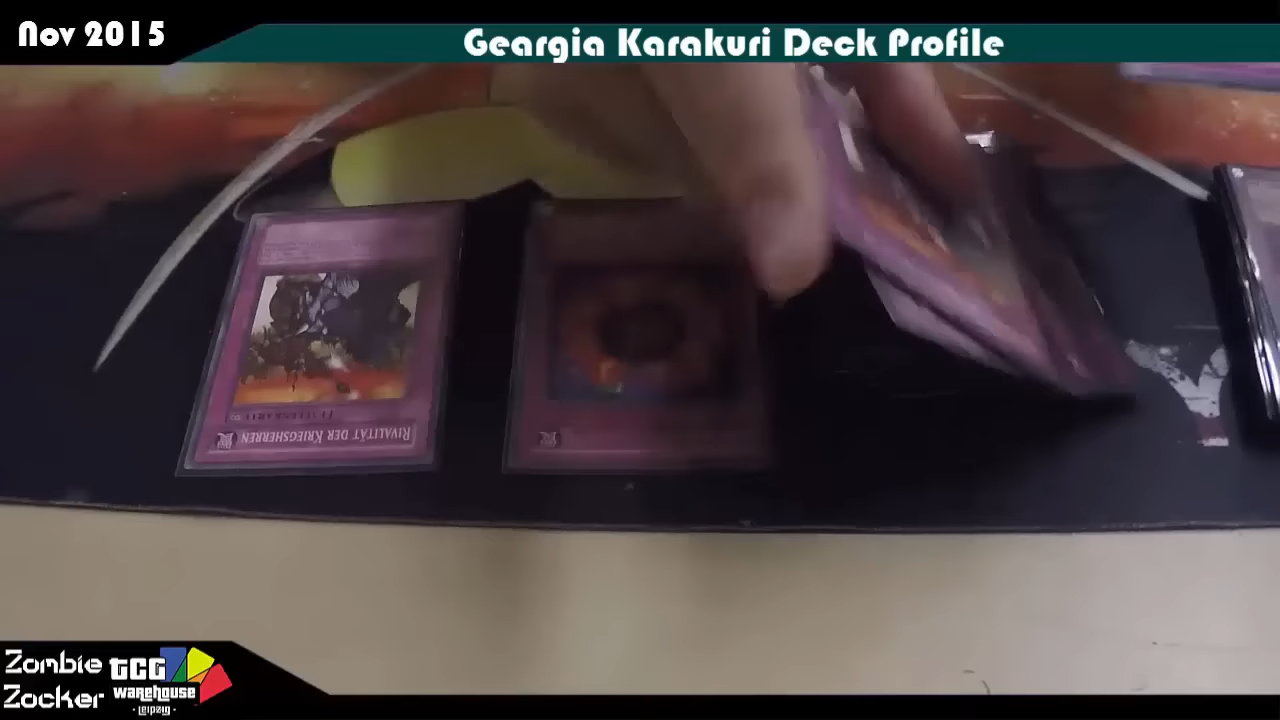 Nov 2015
Geargia Karakuri Deck Profile
RIVALITÄT DER KRIEGSHERREN
Zombie
Zocker
TCG
WAREHOUSE
- Leipzig -